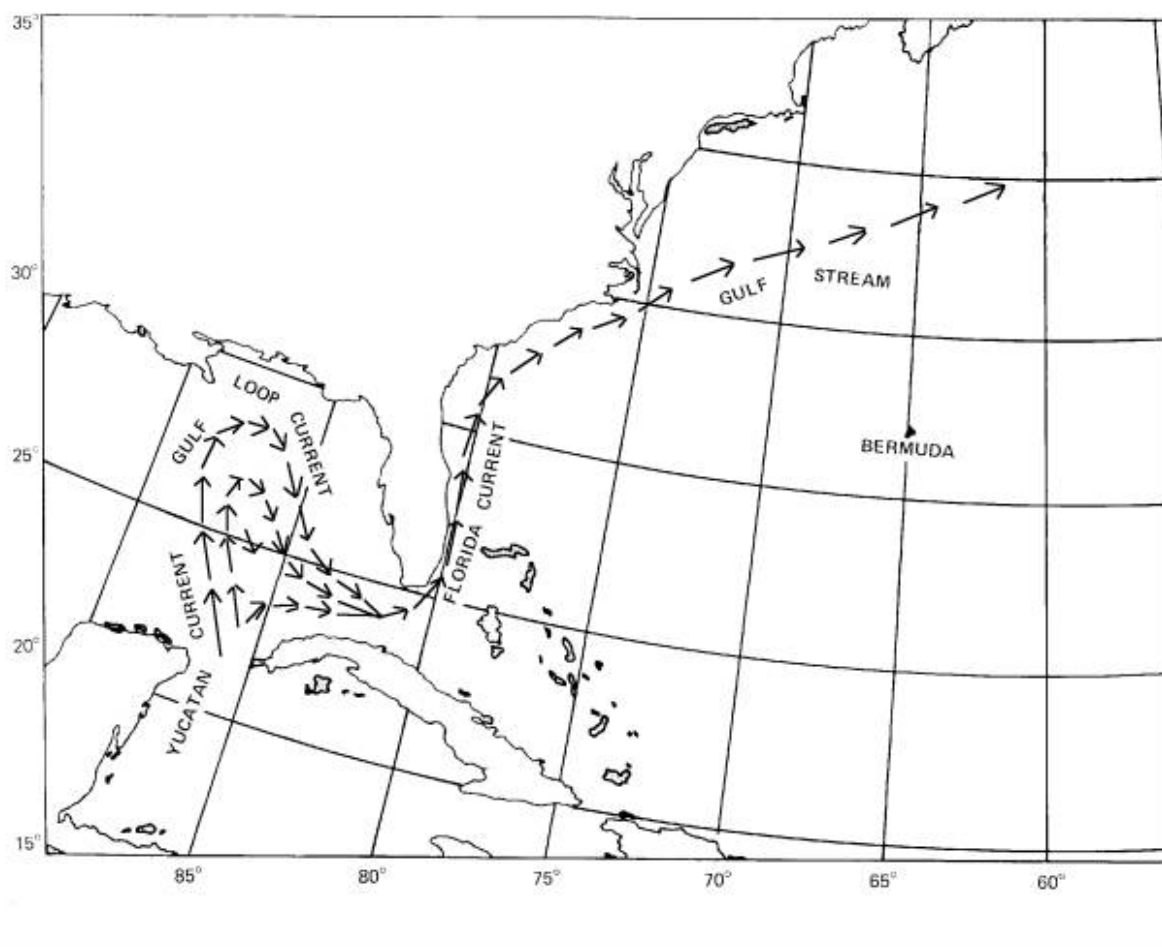 35°
30°
25°
20°
15°
LOOP
CURRENT
GULF
YUCATAN CURRENT
FLORIDA CURRENT
GULF STREAM
BERMUDA
85°
80°
75°
70°
65°
60°